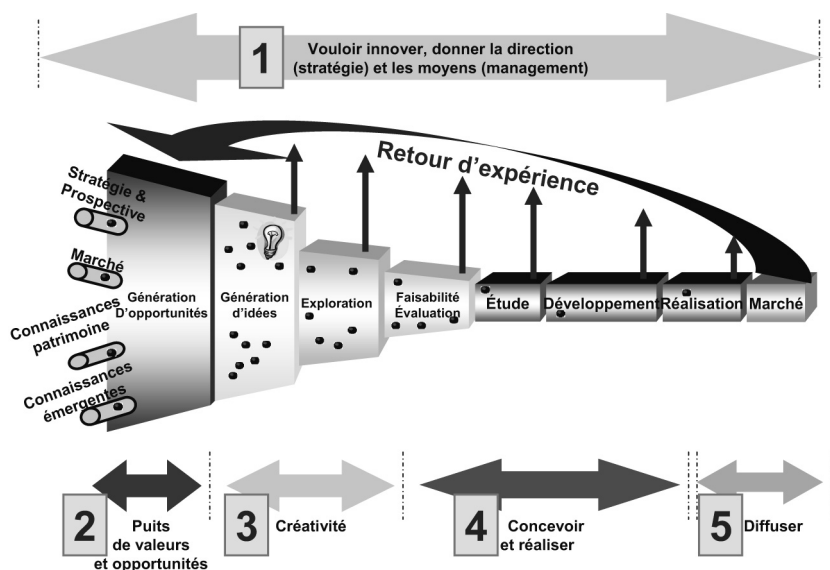 1
Vouloir innover, donner la direction
(stratégie) et les moyens (management)
Retour d'expérience
Stratégie &
Prospective
Marché
Connaissances
patrimoine
Connaissances
émergentes
Génération
D'opportunités
Génération
d'idées
Exploration
Faisabilité
Évaluation
Étude
Développement
Réalisation
Marché
2
Puits
de valeurs
et opportunités
3
Créativité
4
Concevoir
et réaliser
5
Diffuser